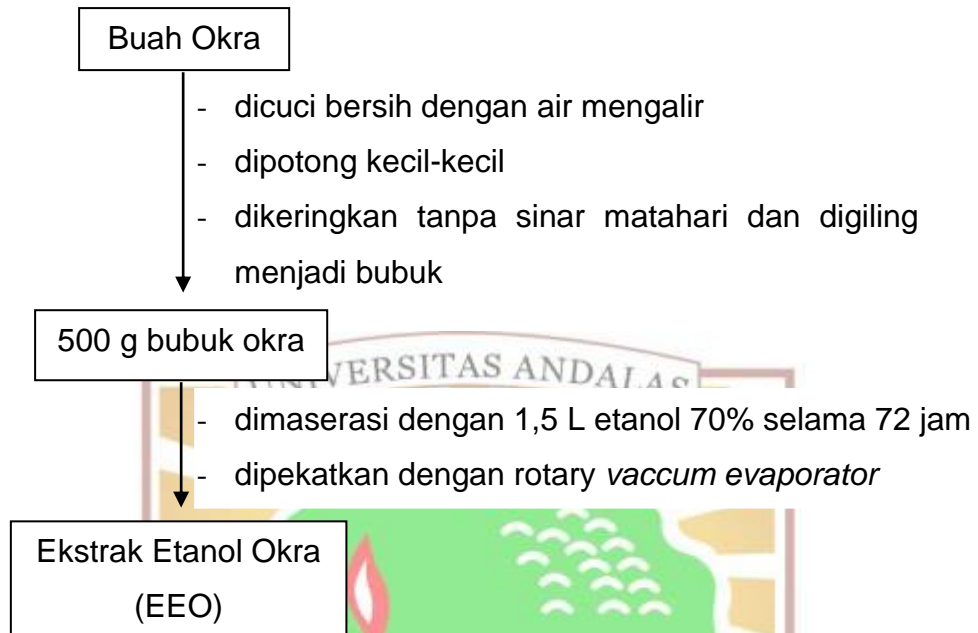 Buah Okra
- dicuci bersih dengan air mengalir
- dipotong kecil-kecil
- dikeringkan tanpa sinar matahari dan digiling
menjadi bubuk
500 g bubuk okra
UNIVERSITAS ANDALAS
- dimaserasi dengan 1,5 L etanol 70% selama 72 jam
- dipekatkan dengan rotary vaccum evaporator
Ekstrak Etanol Okra
(EEO)